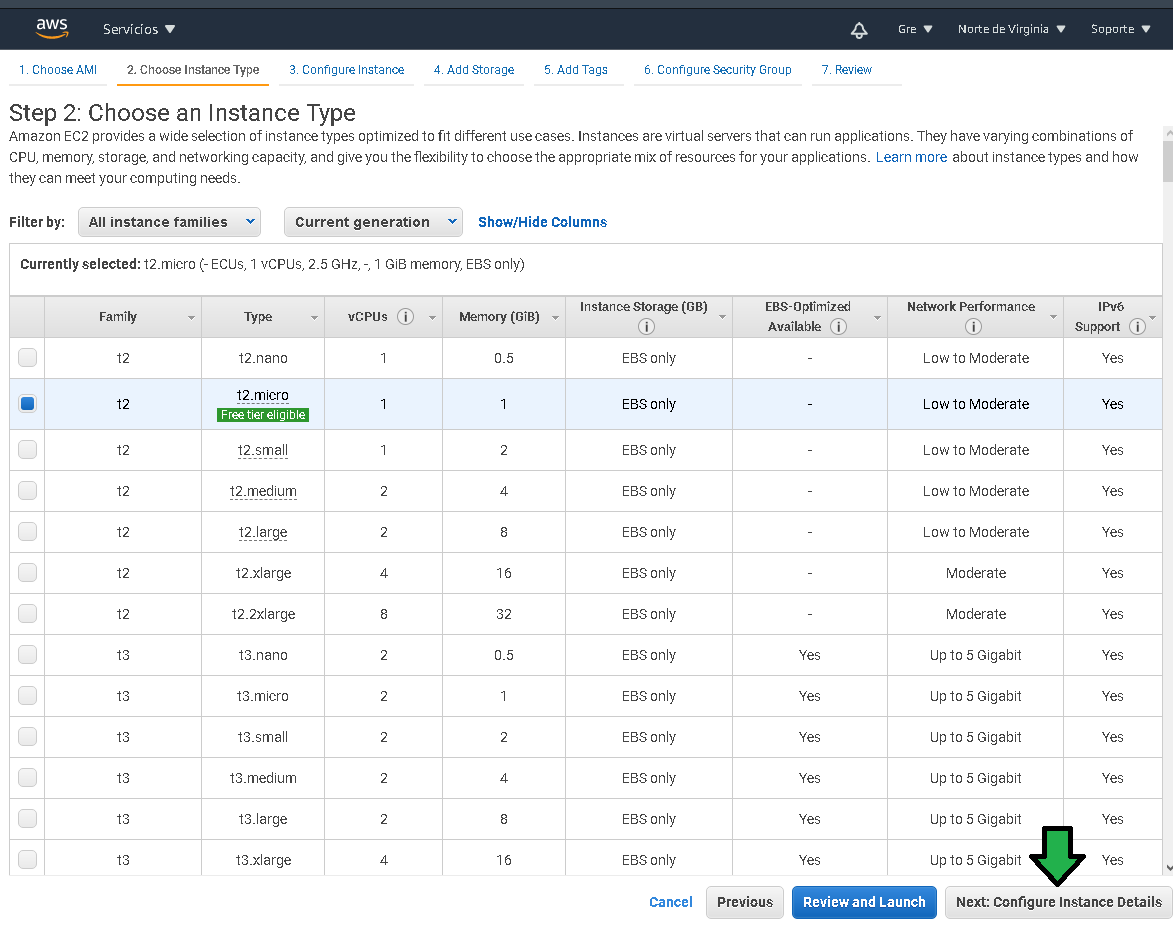 aws Servicios Gre Norte de Virginia Soporte
1. Choose AMI 2. Choose Instance Type 3. Configure Instance 4. Add Storage 5. Add Tags 6. Configure Security Group 7. Review
Step 2: Choose an Instance Type
Amazon EC2 provides a wide selection of instance types optimized to fit different use cases. Instances are virtual servers that can run applications. They have varying combinations of
CPU, memory, storage, and networking capacity, and give you the flexibility to choose the appropriate mix of resources for your applications. Learn more about instance types and how
they can meet your computing needs.
Filter by: All instance families Current generation Show/Hide Columns
Currently selected: t2.micro (- ECUs, 1 vCPUs, 2.5 GHz, -, 1 GiB memory, EBS only)
Family Type vCPUs i Memory (GiB) Instance Storage (GB) i EBS-Optimized Available i Network Performance i IPv6 Support i
t2 t2.nano 1 0.5 EBS only - Low to Moderate Yes
t2 t2.micro 1 1 EBS only - Low to Moderate Yes
Free tier eligible
t2 t2.small 1 2 EBS only - Low to Moderate Yes
t2 t2.medium 2 4 EBS only - Low to Moderate Yes
t2 t2.large 2 8 EBS only - Low to Moderate Yes
t2 t2.xlarge 4 16 EBS only - Moderate Yes
t2 t2.2xlarge 8 32 EBS only - Moderate Yes
t3 t3.nano 2 0.5 EBS only Yes Up to 5 Gigabit Yes
t3 t3.micro 2 1 EBS only Yes Up to 5 Gigabit Yes
t3 t3.small 2 2 EBS only Yes Up to 5 Gigabit Yes
t3 t3.medium 2 4 EBS only Yes Up to 5 Gigabit Yes
t3 t3.large 2 8 EBS only Yes Up to 5 Gigabit Yes
t3 t3.xlarge 4 16 EBS only Yes Up to 5 Gigabit Yes
Cancel Previous Review and Launch Next: Configure Instance Details